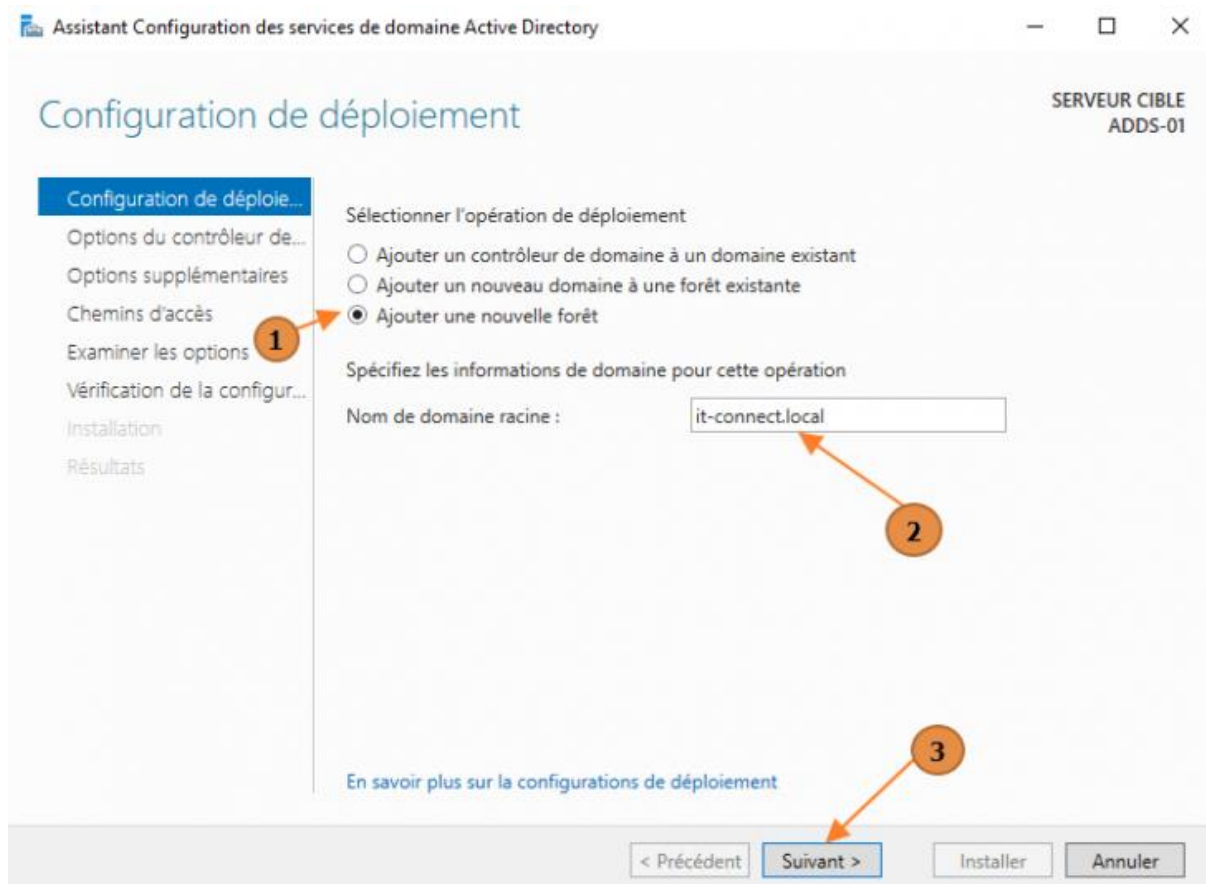 Assistant Configuration des services de domaine Active Directory
Configuration de déploiement
SERVEUR CIBLE
ADDS-01
Configuration de déploie...
Options du contrôleur de...
Options supplémentaires
Chemins d'accès
Examiner les options
Vérification de la configur...
Installation
Résultats
Sélectionner l'opération de déploiement
Ajouter un contrôleur de domaine à un domaine existant
Ajouter un nouveau domaine à une forêt existante
1
Ajouter une nouvelle forêt
Spécifiez les informations de domaine pour cette opération
Nom de domaine racine : it-connect.local
2
3
En savoir plus sur la configurations de déploiement
< Précédent Suivant > Installer Annuler